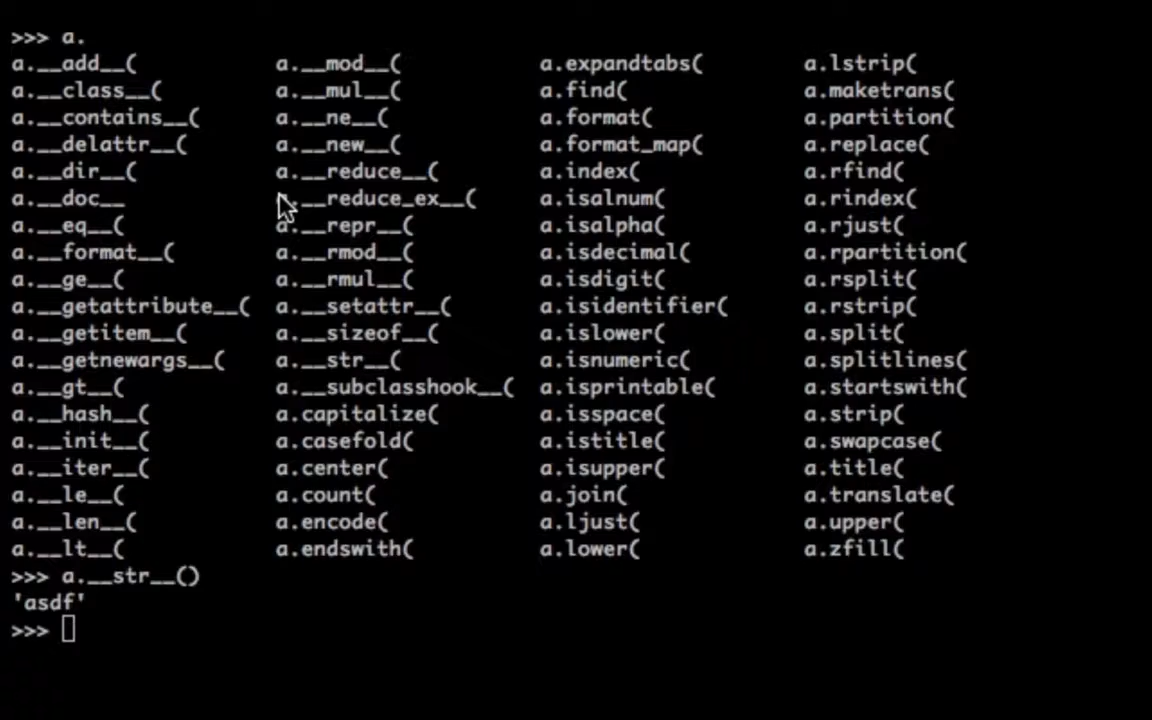 >>> a.
a.__add__( a.__mod__( a.expandtabs( a.lstrip(
a.__class__( a.__mul__( a.find( a.maketrans(
a.__contains__( a.__ne__( a.format( a.partition(
a.__delattr__( a.__new__( a.format_map( a.replace(
a.__dir__( a.__reduce__( a.index( a.rfind(
a.__doc__ a.__reduce_ex__( a.isalnum( a.rindex(
a.__eq__( a.__repr__( a.isalpha( a.rjust(
a.__format__( a.__rmod__( a.isdecimal( a.rpartition(
a.__ge__( a.__rmul__( a.isdigit( a.rsplit(
a.__getattribute__( a.__setattr__( a.isidentifier( a.rstrip(
a.__getitem__( a.__sizeof__( a.islower( a.split(
a.__getnewargs__( a.__str__( a.isnumeric( a.splitlines(
a.__gt__( a.__subclasshook__( a.isprintable( a.startswith(
a.__hash__( a.capitalize( a.isspace( a.strip(
a.__init__( a.casefold( a.istitle( a.swapcase(
a.__iter__( a.center( a.isupper( a.title(
a.__le__( a.count( a.join( a.translate(
a.__len__( a.encode( a.ljust( a.upper(
a.__lt__( a.endswith( a.lower( a.zfill(
>>> a.__str__()
'asdf'
>>>